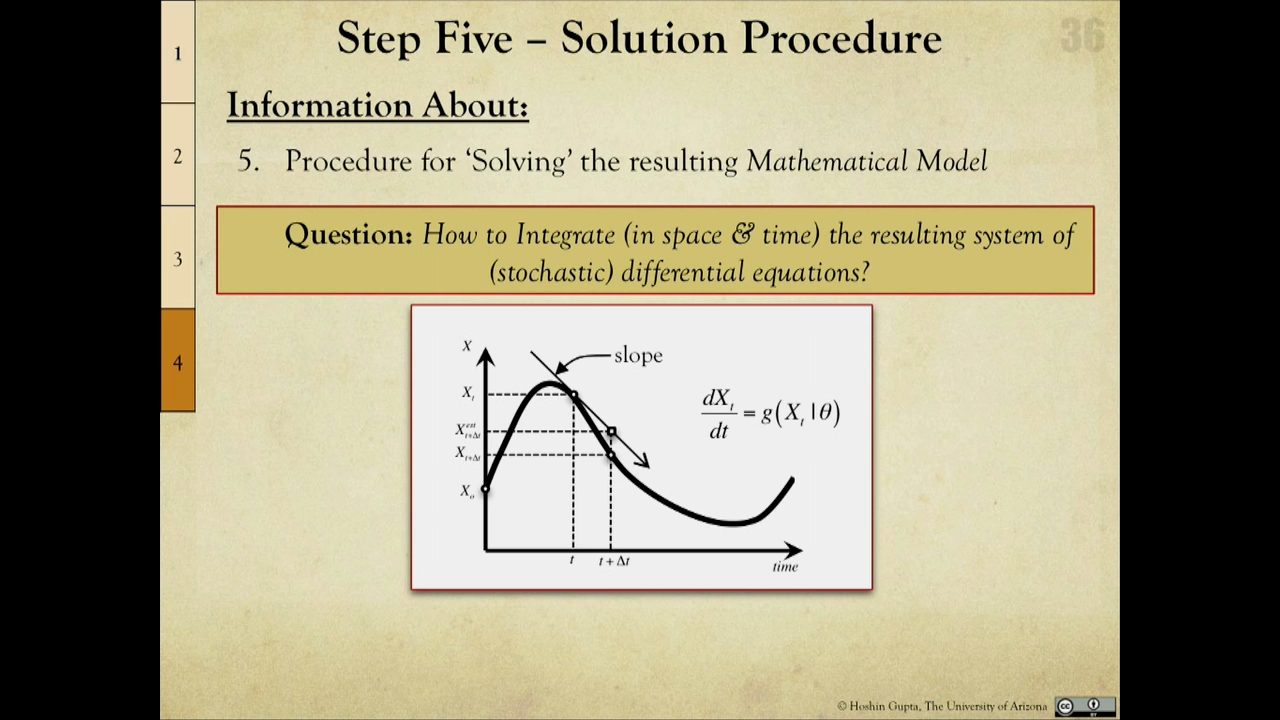 Step Five – Solution Procedure
36
1
2
3
4
Information About:
5. Procedure for ‘Solving’ the resulting Mathematical Model
Question: How to Integrate (in space & time) the resulting system of
(stochastic) differential equations?
X
slope
X_t
dX_t/dt = g(X_t | θ)
X^{est}_{t+Δt}
X_{t+Δt}
X_o
t
t + Δt
time
© Hoshin Gupta, The University of Arizona
cc
BY